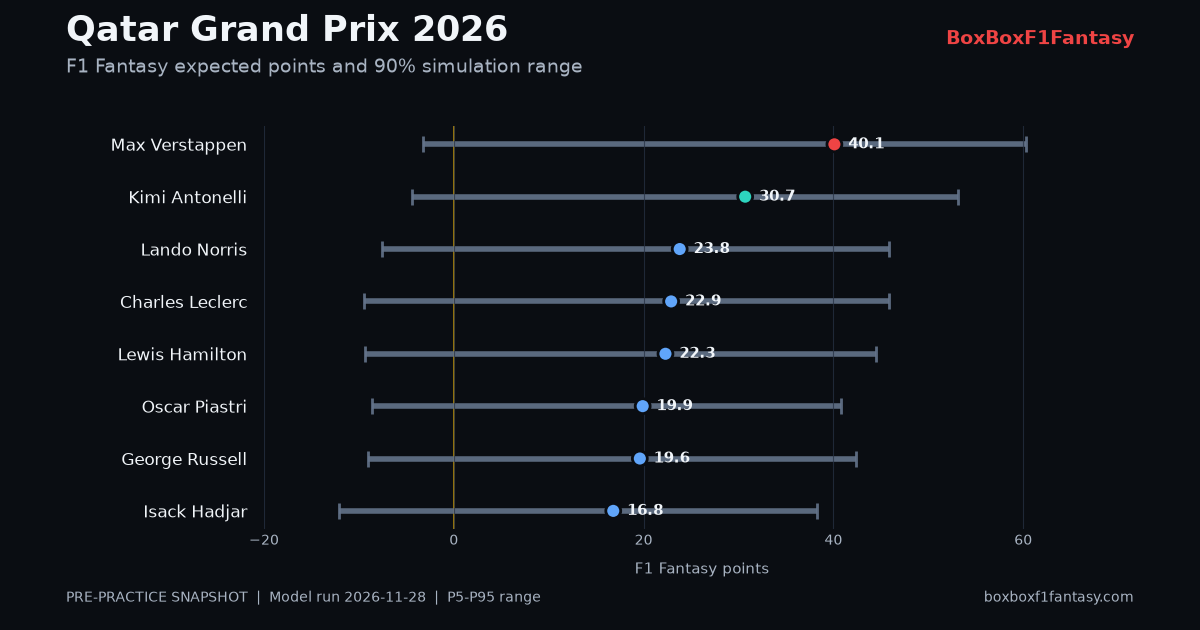 Qatar Grand Prix 2026
BoxBoxF1Fantasy
F1 Fantasy expected points and 90% simulation range
Max Verstappen 40.1
Kimi Antonelli 30.7
Lando Norris 23.8
Charles Leclerc 22.9
Lewis Hamilton 22.3
Oscar Piastri 19.9
George Russell 19.6
Isack Hadjar 16.8
−20 0 20 40 60
F1 Fantasy points
PRE-PRACTICE SNAPSHOT | Model run 2026-11-28 | P5-P95 range
boxboxf1fantasy.com